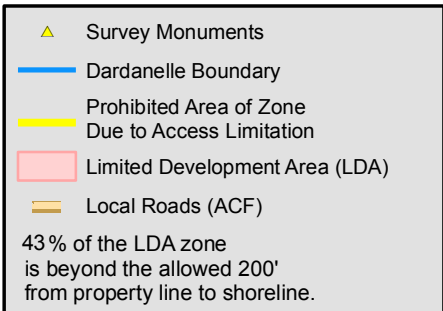 Survey Monuments
Dardanelle Boundary
Prohibited Area of Zone
Due to Access Limitation
Limited Development Area (LDA)
Local Roads (ACF)
43% of the LDA zone
is beyond the allowed 200'
from property line to shoreline.